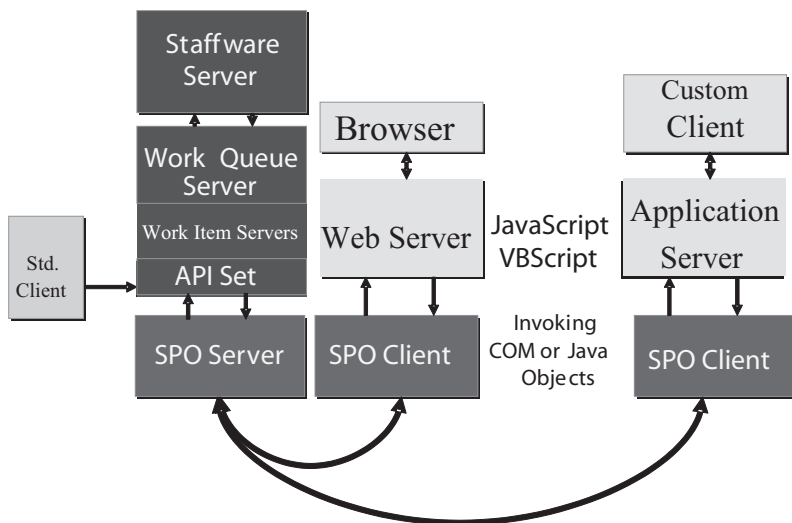 Staffware
Server
Work Queue
Server
Work Item Servers
API Set
SPO Server
Std.
Client
Browser
Web Server
SPO Client
JavaScript
VBScript
Invoking
COM or Java
Objects
Custom
Client
Application
Server
SPO Client